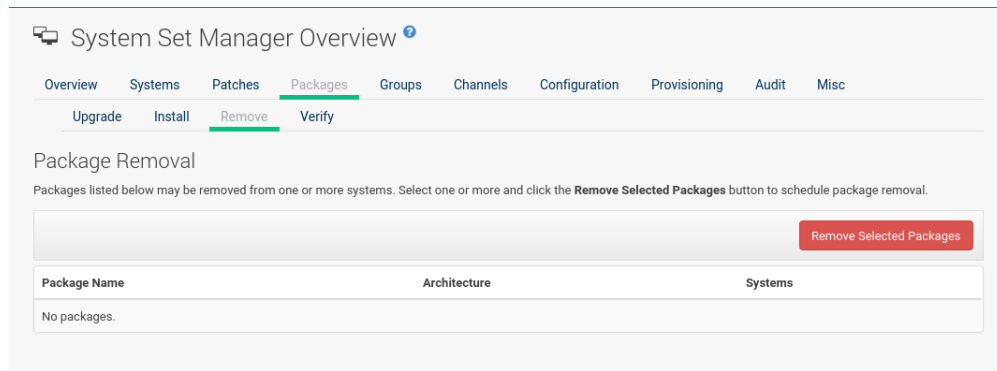 System Set Manager Overview ?
Overview Systems Patches Packages Groups Channels Configuration Provisioning Audit Misc
Upgrade Install Remove Verify
Package Removal
Packages listed below may be removed from one or more systems. Select one or more and click the Remove Selected Packages button to schedule package removal.
Remove Selected Packages
Package Name Architecture Systems
No packages.